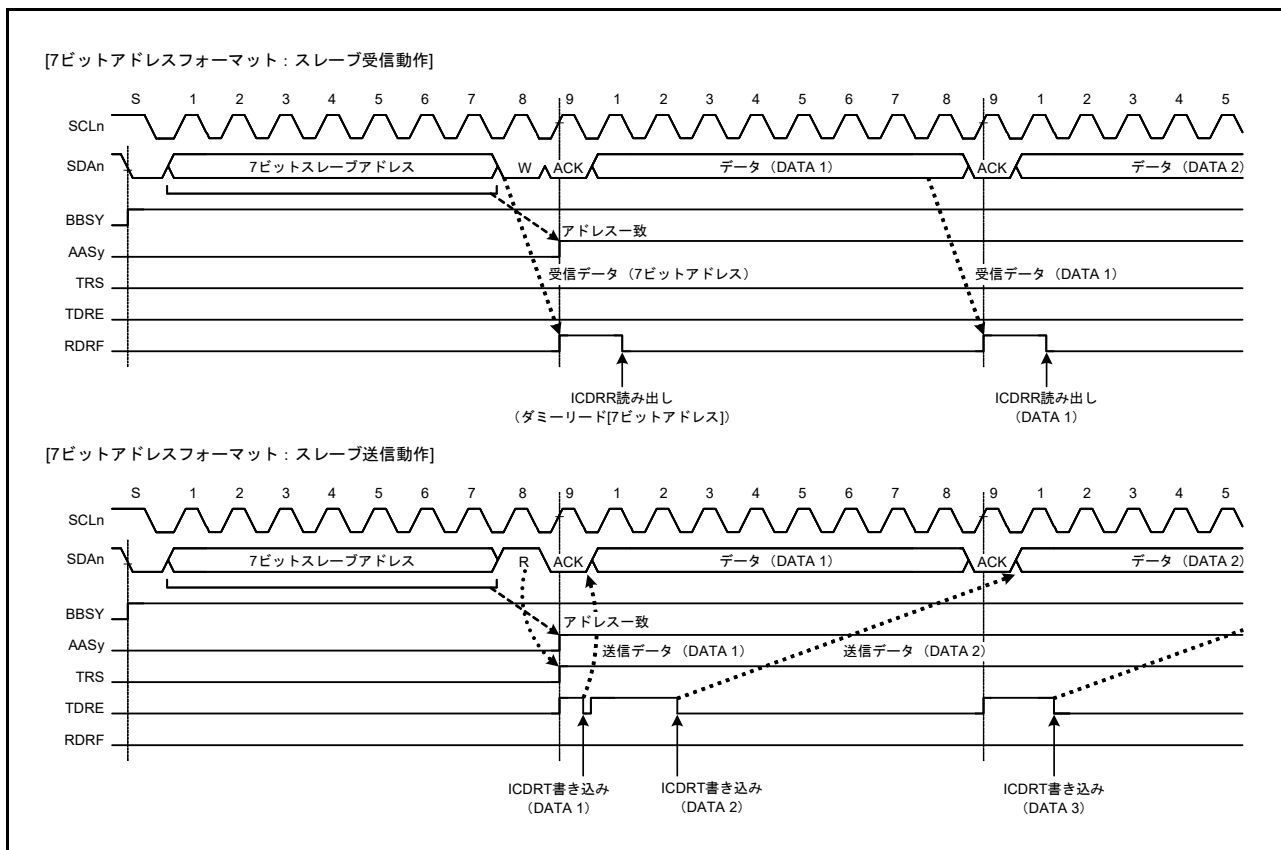 [7ビットアドレスフォーマット：スレーブ受信動作]
S 1 2 3 4 5 6 7 8 9 1 2 3 4 5 6 7 8 9 1 2 3 4 5
SCLn
SDAn 7ビットスレーブアドレス W ACK データ（DATA 1） ACK データ（DATA 2）
BBSY
アドレス一致
AASy
受信データ（7ビットアドレス） 受信データ（DATA 1）
TRS
TDRE
RDRF
ICDRR読み出し ICDRR読み出し
（ダミーリード[7ビットアドレス]） （DATA 1）
[7ビットアドレスフォーマット：スレーブ送信動作]
S 1 2 3 4 5 6 7 8 9 1 2 3 4 5 6 7 8 9 1 2 3 4 5
SCLn
SDAn 7ビットスレーブアドレス R ACK データ（DATA 1） ACK データ（DATA 2）
BBSY
アドレス一致
AASy
送信データ（DATA 1） 送信データ（DATA 2）
TRS
TDRE
RDRF
ICDRT書き込み ICDRT書き込み ICDRT書き込み
（DATA 1） （DATA 2） （DATA 3）